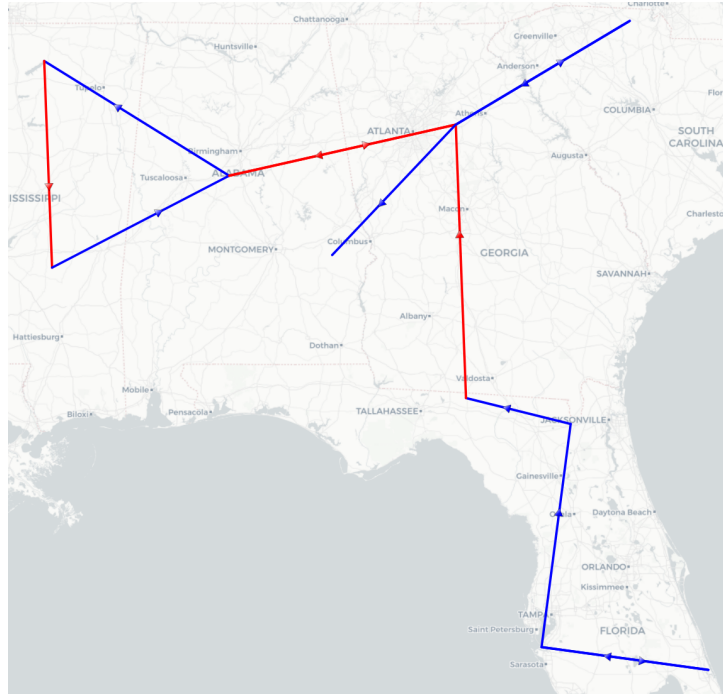 Charlotte
Chattanooga
Greenville
Huntsville
Anderson
Tupelo
Flor
COLUMBIA
Athens
ATLANTA
SOUTH
CAROLINA
Birmingham
Augusta
ALABAMA
Tuscaloosa
ISSISSIPPI
Macon
Charlesto
Columbus
MONTGOMERY
GEORGIA
SAVANNAH
Albany
Hattiesburg
Dothan
Valdosta
Mobile
Biloxi
Pensacola
TALLAHASSEE
JACKSONVILLE
Gainesville
Ocala
Daytona Beach
ORLANDO
Kissimmee
TAMP
Saint Petersburg
FLORIDA
Sarasota